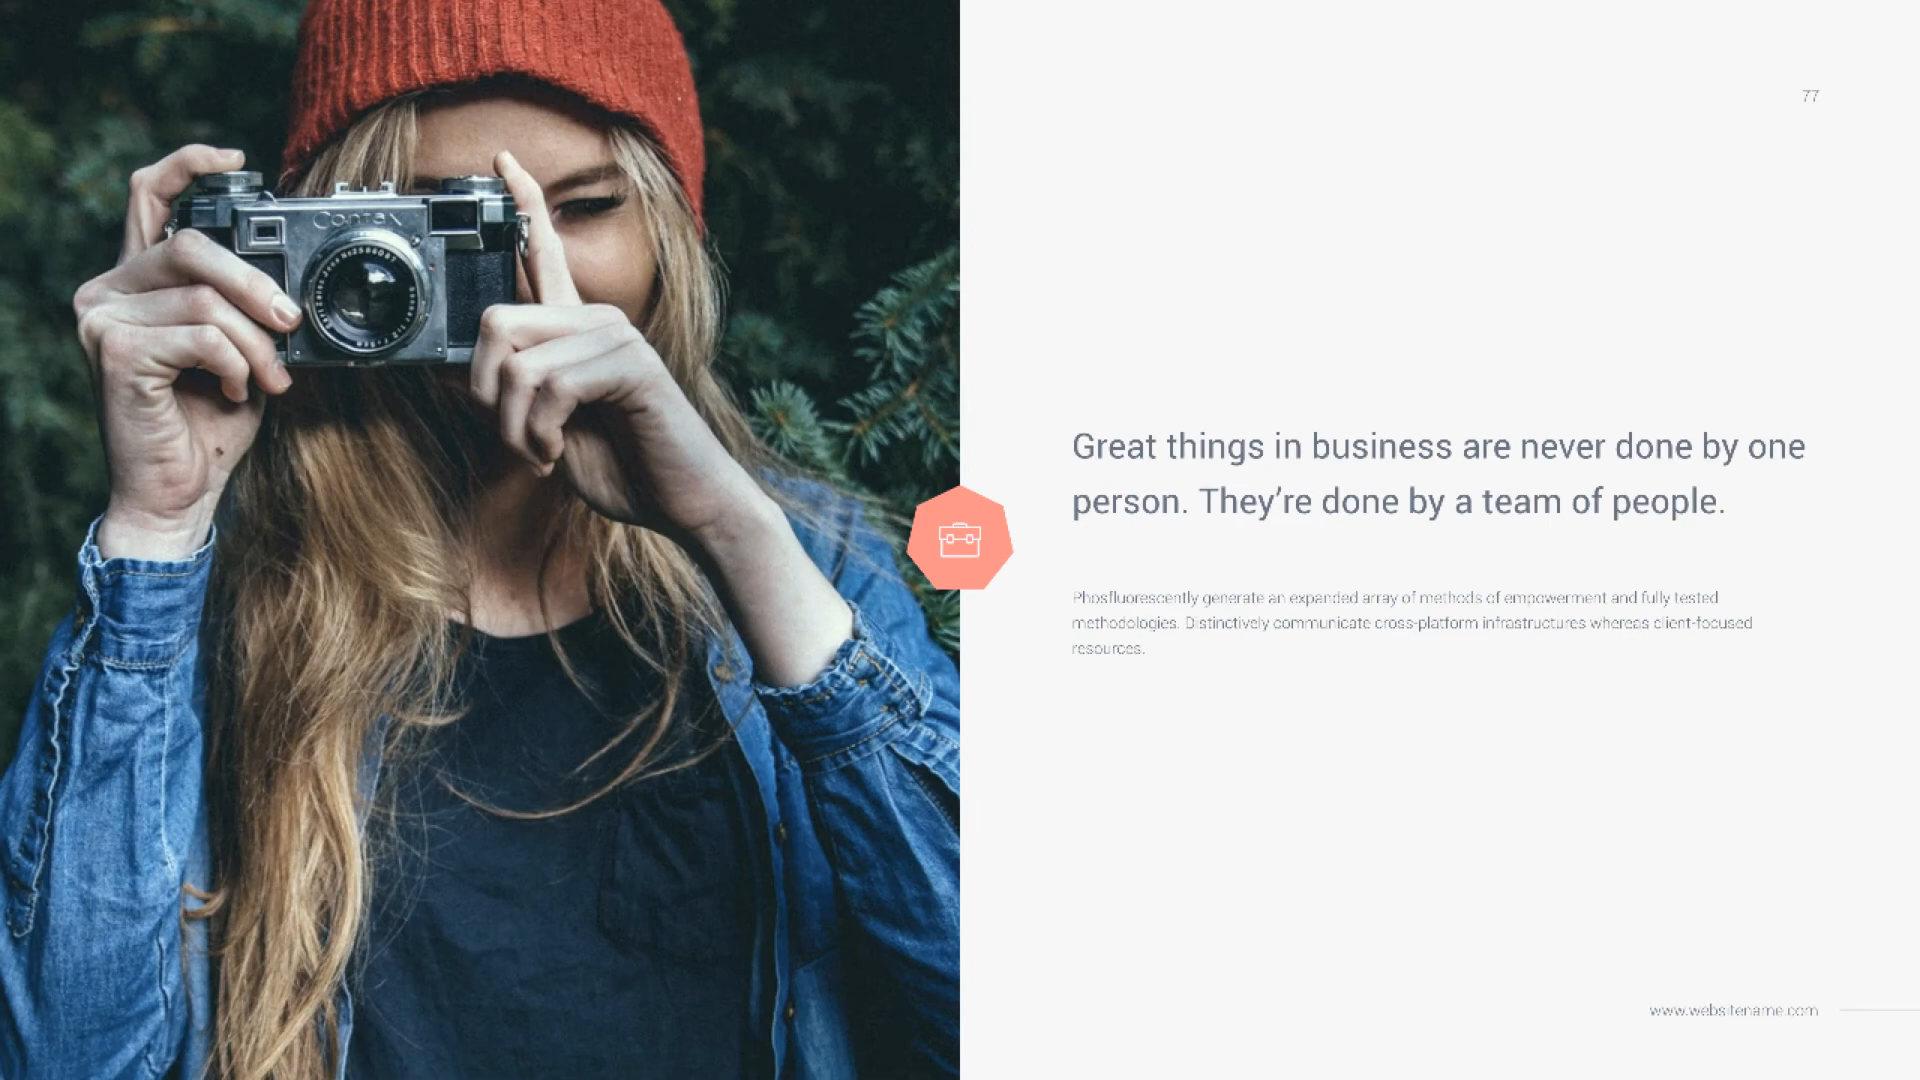 Contax
77
Great things in business are never done by one
person. They’re done by a team of people.
Phosfluorescently generate an expanded array of methods of empowerment and fully tested
methodologies. Distinctively communicate cross-platform infrastructures whereas client-focused
resources.
www.websitename.com